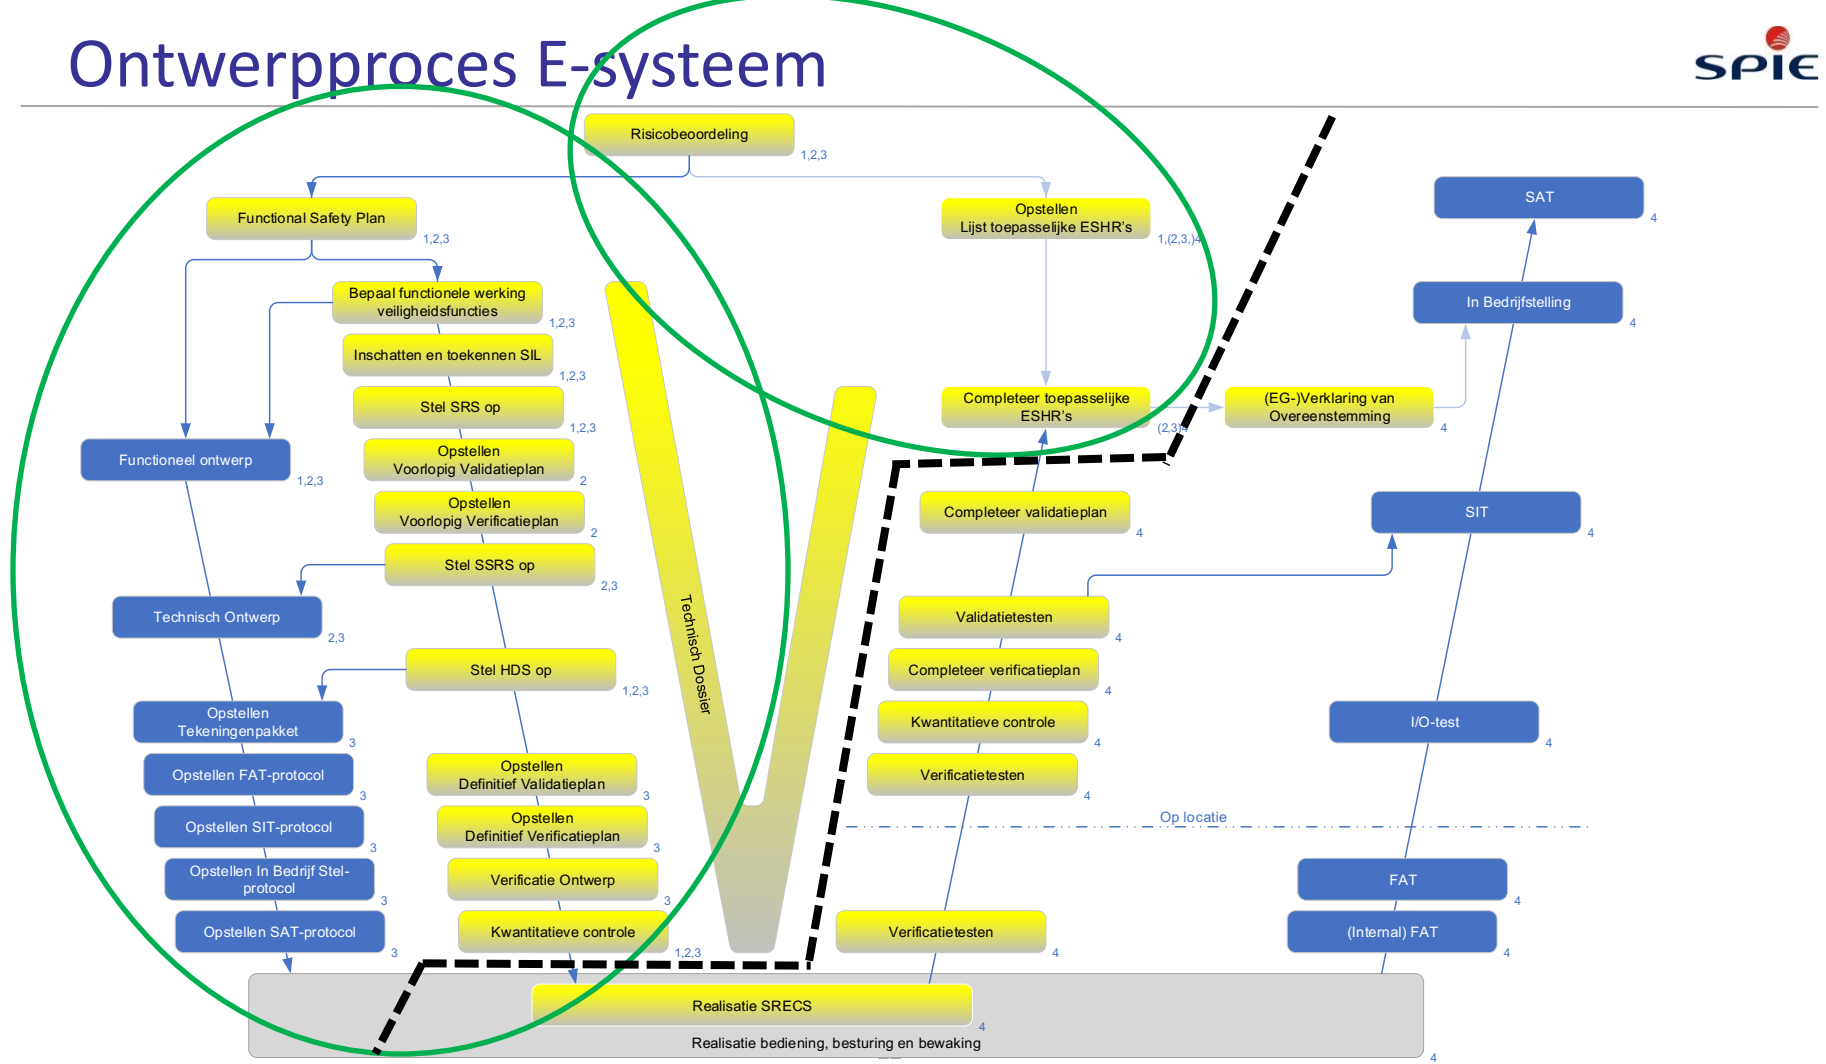 Ontwerpproces E-systeem
SPIE
Risicobeoordeling
1,2,3
Functional Safety Plan
1,2,3
Opstellen
Lijst toepasselijke ESHR's
1,(2,3,)4
SAT
4
Bepaal functionele werking
veiligheidsfuncties
1,2,3
In Bedrijfstelling
4
Inschatten en toekennen SIL
1,2,3
Stel SRS op
1,2,3
Completeer toepasselijke
ESHR's
(2,3)4
(EG-)Verklaring van
Overeenstemming
4
Functioneel ontwerp
1,2,3
Opstellen
Voorlopig Validatieplan
2
Opstellen
Voorlopig Verificatieplan
2
Completeer validatieplan
4
SIT
4
Stel SSRS op
2,3
Technisch Ontwerp
2,3
Technisch Dossier
Validatietesten
4
Stel HDS op
1,2,3
Completeer verificatieplan
4
Opstellen
Tekeningenpakket
3
Kwantitatieve controle
4
I/O-test
4
Opstellen FAT-protocol
3
Opstellen
Definitief Validatieplan
3
Verificatietesten
4
Op locatie
Opstellen SIT-protocol
3
Opstellen
Definitief Verificatieplan
3
Opstellen In Bedrijf Stel-
protocol
3
Verificatie Ontwerp
3
FAT
4
Opstellen SAT-protocol
3
Kwantitatieve controle
1,2,3
Verificatietesten
4
(Internal) FAT
4
Realisatie SRECS
4
Realisatie bediening, besturing en bewaking
4